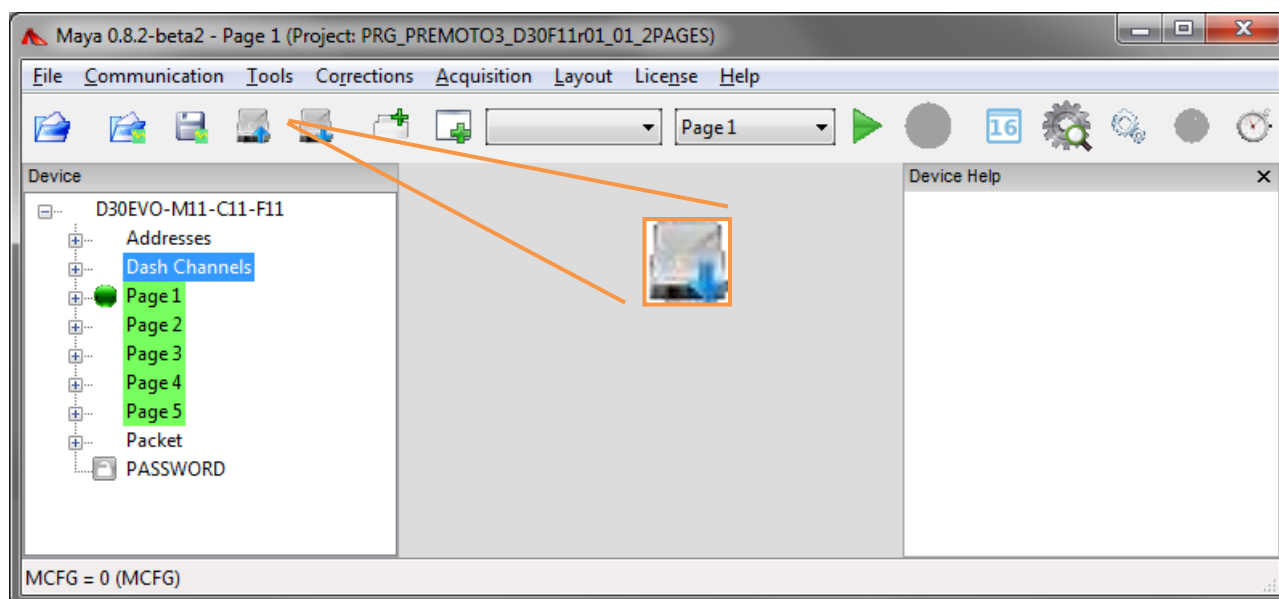 Maya 0.8.2-beta2 - Page 1 (Project: PRG_PREMOTO3_D30F11r01_01_2PAGES)
File Communication Tools Corrections Acquisition Layout License Help
Page 1
16
Device
D30EVO-M11-C11-F11
Addresses
Dash Channels
Page 1
Page 2
Page 3
Page 4
Page 5
Packet
PASSWORD
Device Help
MCFG = 0 (MCFG)